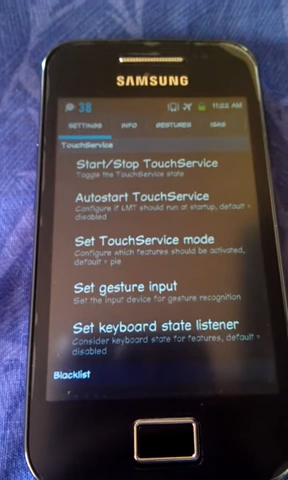 SAMSUNG
38 11:22 AM
SETTINGS INFO GESTURES ISAS
TouchService
Start/Stop TouchService
Toggle the TouchService state
Autostart TouchService
Configure if LMT should run at startup, default =
disabled
Set TouchService mode
Configure which features should be activated,
default = pie
Set gesture input
Set the input device for gesture recognition
Set keyboard state listener
Consider keyboard state for features, default =
disabled
Blacklist